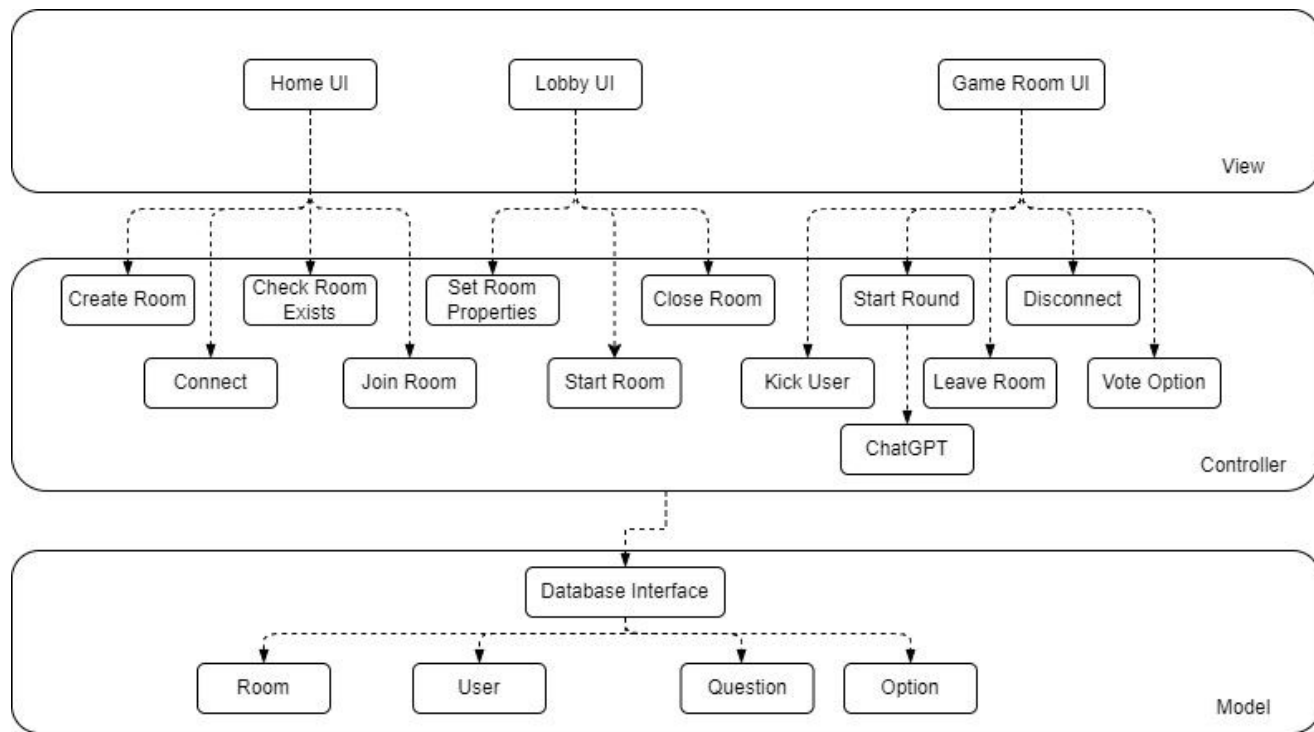 Home UI
Lobby UI
Game Room UI
View
Create Room
Check Room
Exists
Set Room
Properties
Close Room
Start Round
Disconnect
Connect
Join Room
Start Room
Kick User
Leave Room
Vote Option
ChatGPT
Controller
Database Interface
Room
User
Question
Option
Model